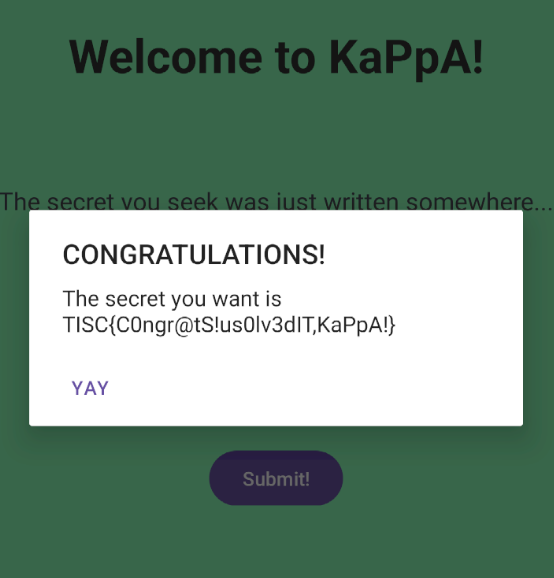 Welcome to KaPpA!
The secret you seek was just written somewhere...
CONGRATULATIONS!
The secret you want is
TISC{C0ngr@tS!us0lv3dIT,KaPpA!}
YAY
Submit!